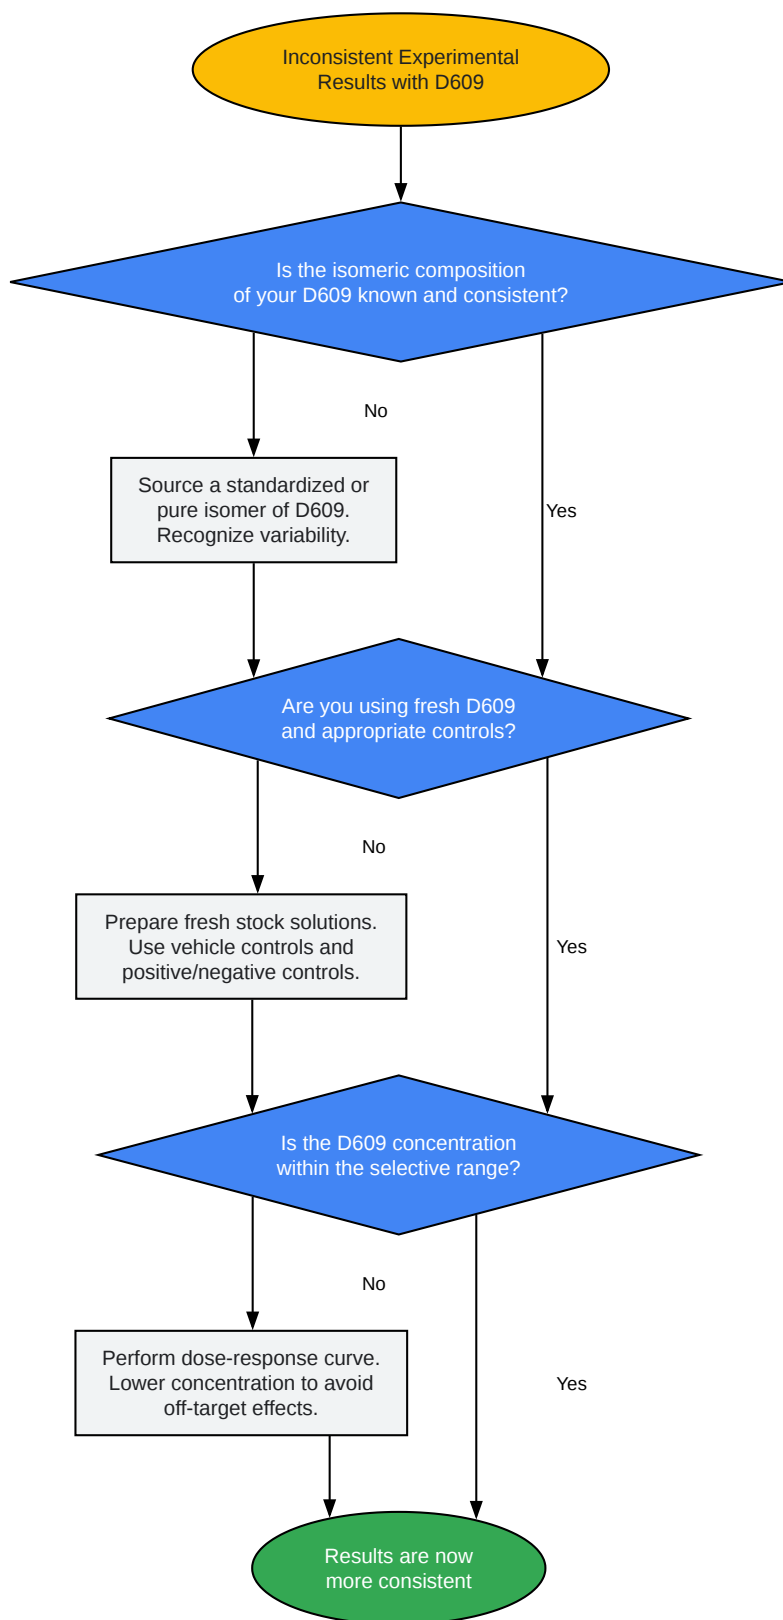 Inconsistent Experimental
Results with D609
Is the isomeric composition
of your D609 known and consistent?
No
Source a standardized or
pure isomer of D609.
Recognize variability.
Yes
Are you using fresh D609
and appropriate controls?
No
Prepare fresh stock solutions.
Use vehicle controls and
positive/negative controls.
Yes
Is the D609 concentration
within the selective range?
No
Perform dose-response curve.
Lower concentration to avoid
off-target effects.
Yes
Results are now
more consistent